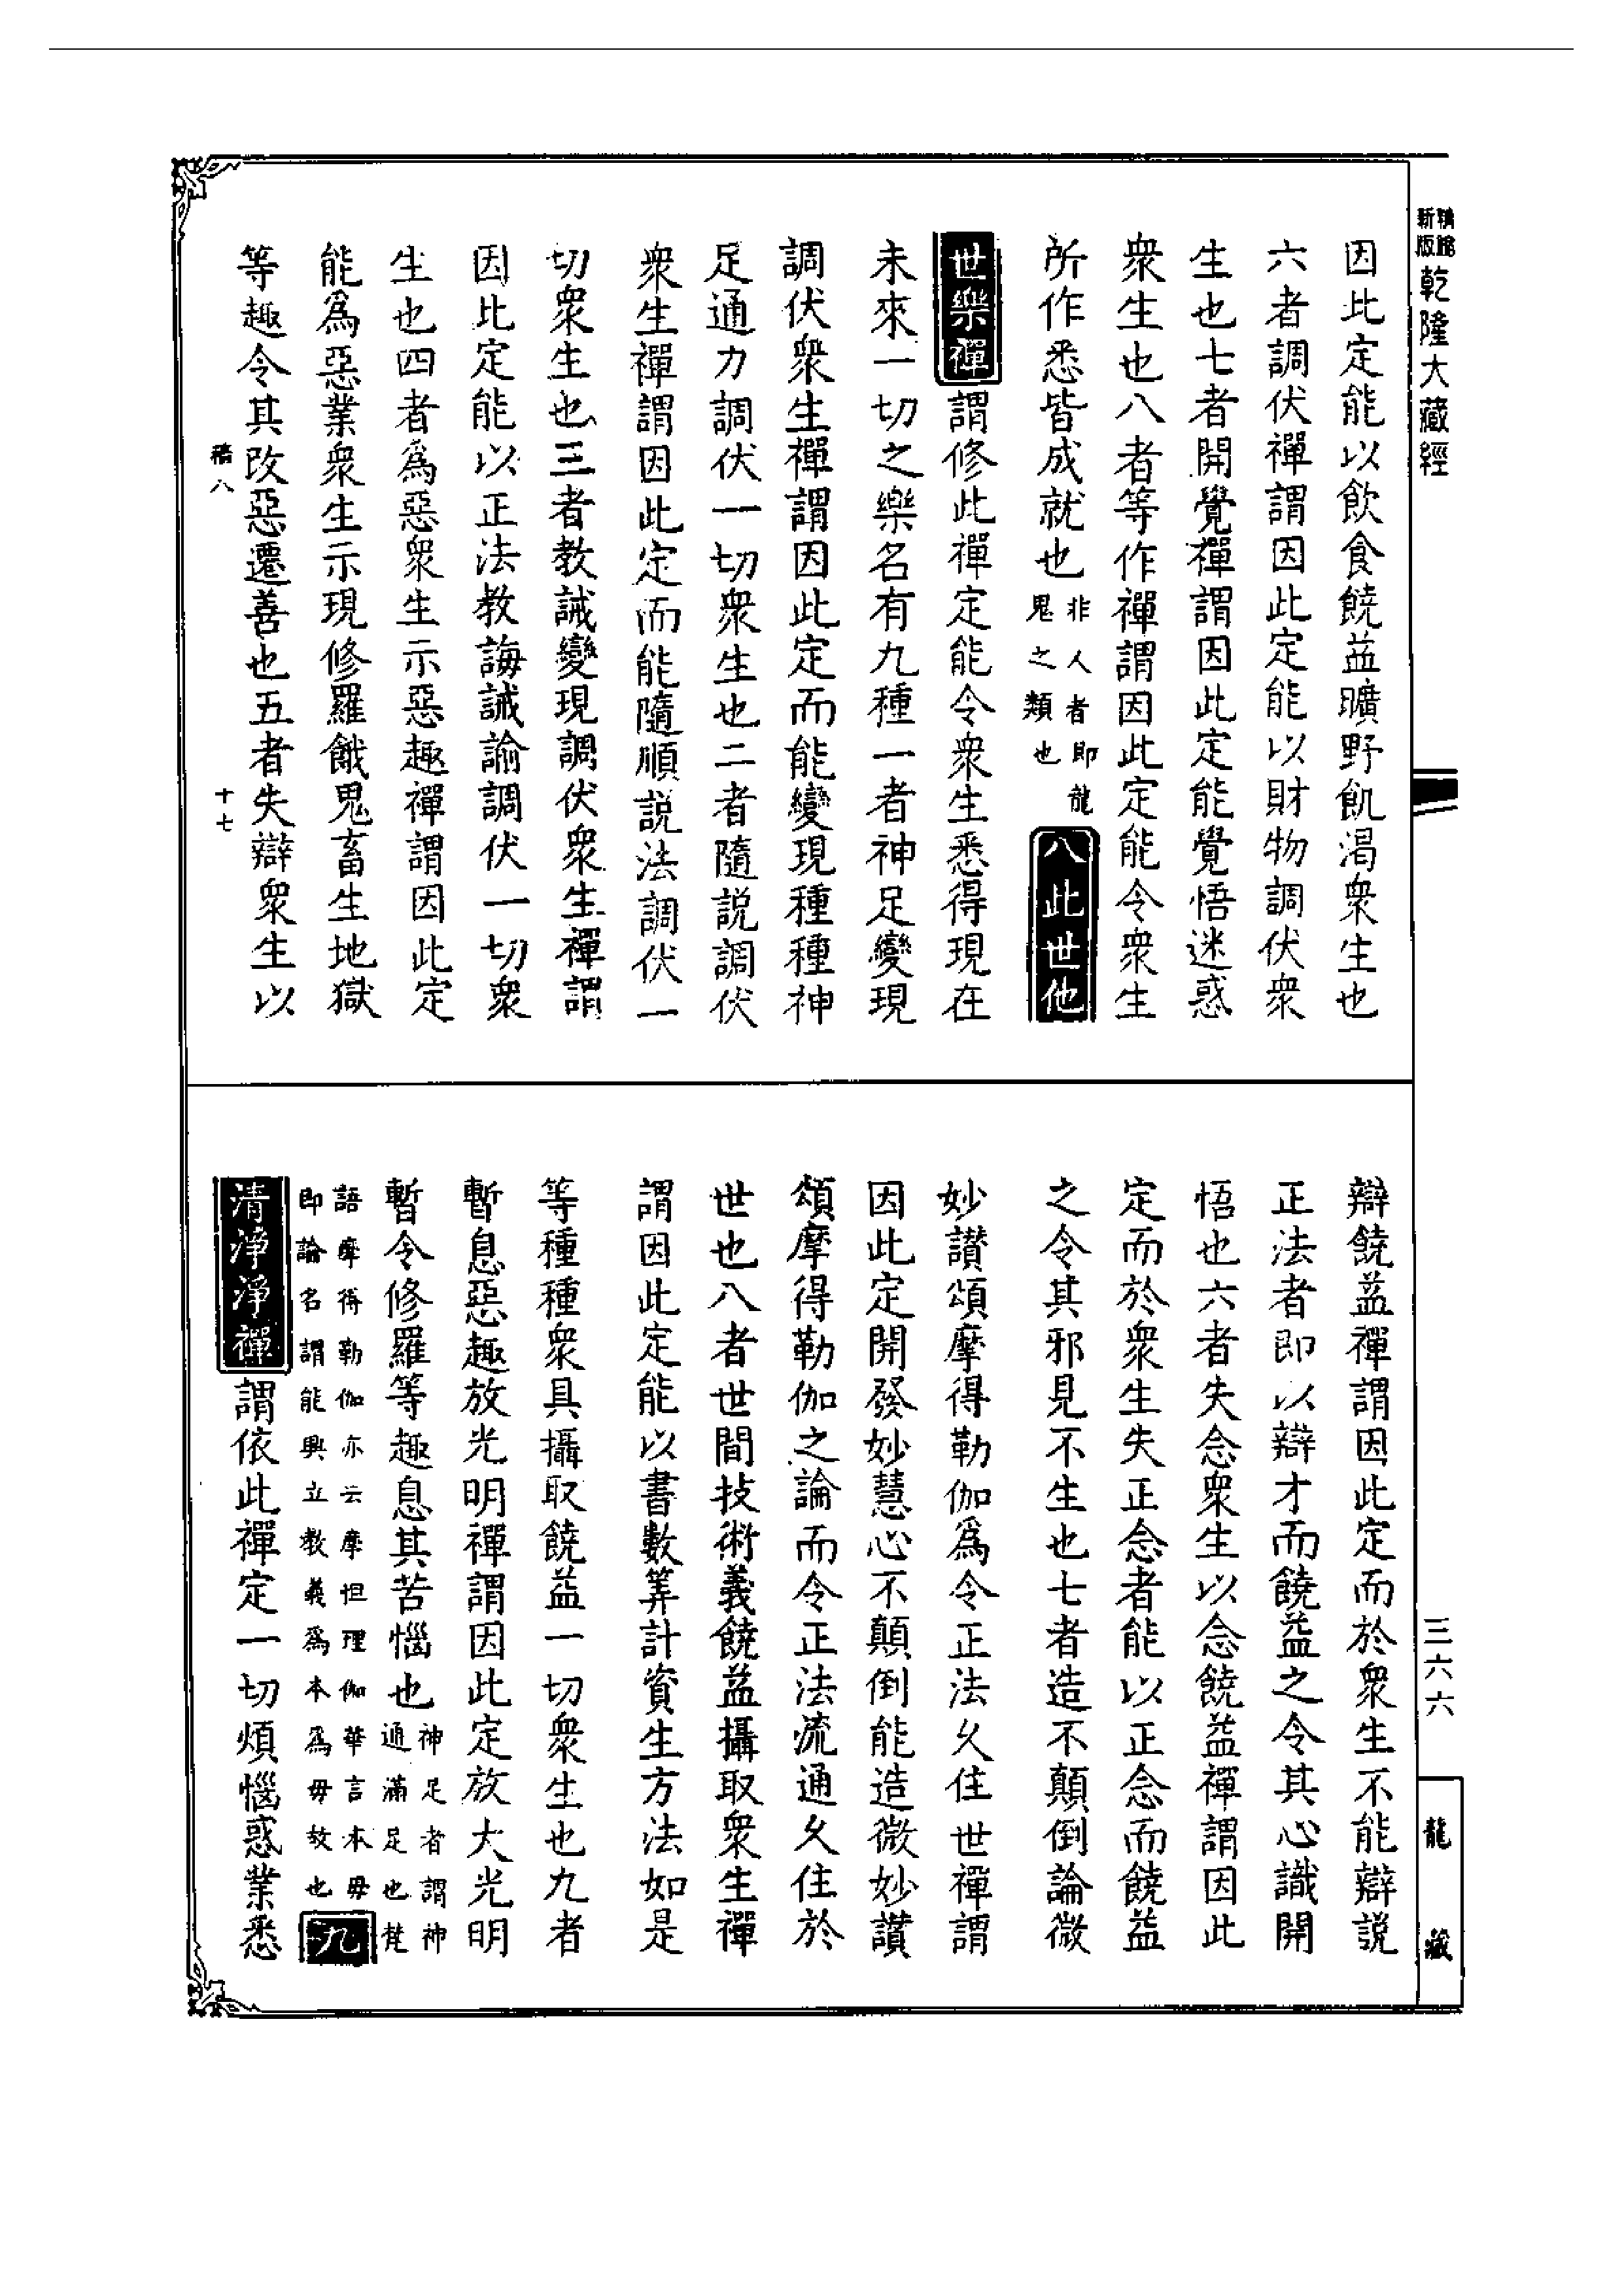 新版 精縮 乾隆大藏經
因此定能以飲食饒益曠野飢渴衆生也
六者調伏禪謂因此定能以財物調伏衆
生也七者開覺禪謂因此定能覺悟迷惑
衆生也八者等作禪謂因此定能令衆生
所作悉皆成就也非人者即龍鬼之類也八此世他
世樂禪謂修此禪定能令衆生悉得現在
未來一切之樂名有九種一者神足變現
調伏衆生禪謂因此定而能變現種種神
足通力調伏一切衆生也二者隨説調伏
衆生禪謂因此定而能隨順説法調伏一
切衆生也三者教誡變現調伏衆生禪謂
因此定能以正法教誨誡諭調伏一切衆
生也四者爲惡衆生示惡趣禪謂因此定
能爲惡業衆生示現修羅餓鬼畜生地獄
等趣令其改惡遷善也五者失辯衆生以
稿八 十七
三六六
龍藏
辯饒益禪謂因此定而於衆生不能辯説
正法者即以辯才而饒益之令其心識開
悟也六者失念衆生以念饒益禪謂因此
定而於衆生失正念者能以正念而饒益
之令其邪見不生也七者造不顛倒論微
妙讃頌摩得勒伽爲令正法久住世禪謂
因此定開發妙慧心不顛倒能造微妙讃
頌摩得勒伽之論而令正法流通久住於
世也八者世間技術義饒益攝取衆生禪
謂因此定能以書數筭計資生方法如是
等種種衆具攝取饒益一切衆生也九者
暫息惡趣放光明禪謂因此定放大光明
暫令修羅等趣息其苦惱也神足者謂神通滿足也梵
語摩得勒伽亦云摩怛理伽華言本毋即論名謂能興立教義爲本爲毋故也九
清淨淨禪謂依此禪定一切煩惱惑業悉